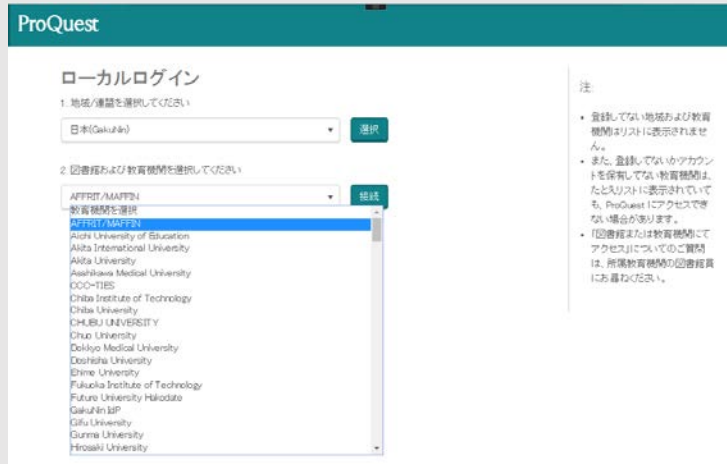 ProQuest
ローカルログイン
1. 地域/連盟を選択してください
日本(GakuNin)
選択
2. 図書館および教育機関を選択してください
AFFRIT/MAFFIN
接続
教育機関を選択
AFFRIT/MAFFIN
Aichi University of Education
Akita International University
Akita University
Asahikawa Medical University
CCC-TIES
Chiba Institute of Technology
Chiba University
CHUBU UNIVERSITY
Chuo University
Dokkyo Medical University
Doshisha University
Ehime University
Fukuoka Institute of Technology
Future University Hakodate
GakuNin IdP
Gifu University
Gunma University
Hirosaki University
注:
• 登録してない地域および教育
機関はリストに表示されませ
ん。
• また、登録してないかアカウン
トを保有してない教育機関は、
たとえリストに表示されていて
も、ProQuest にアクセスでき
ない場合があります。
• 「図書館または教育機関にて
アクセス」についてのご質問
は、所属教育機関の図書館員
にお尋ねください。